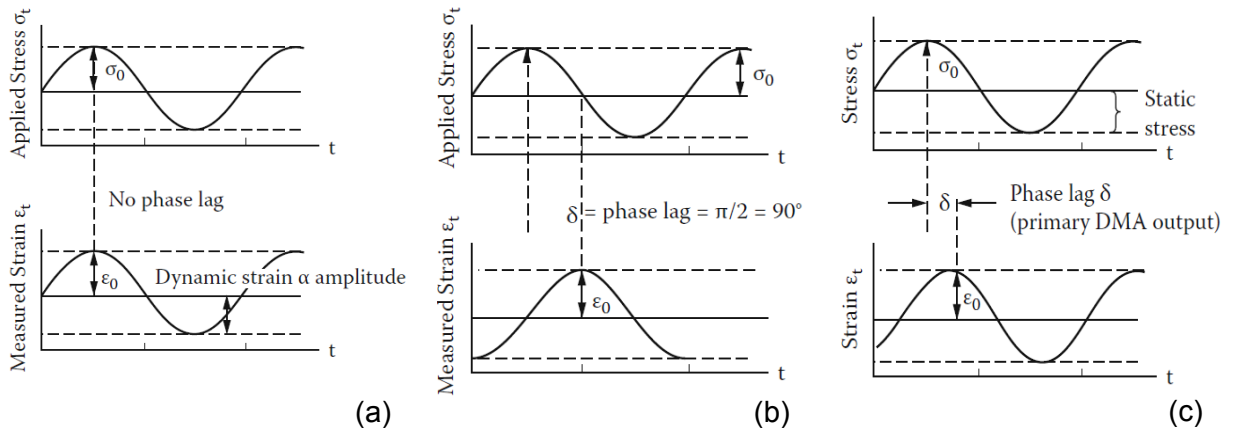 Applied Stress σt
σ0
t
No phase lag
Measured Strain εt
ε0
Dynamic strain α amplitude
t
(a)
Applied Stress σt
σ0
t
δ = phase lag = π/2 = 90°
Measured Strain εt
ε0
t
(b)
Stress σt
σ0
Static
stress
t
δ
Phase lag δ
(primary DMA output)
Strain εt
ε0
t
(c)